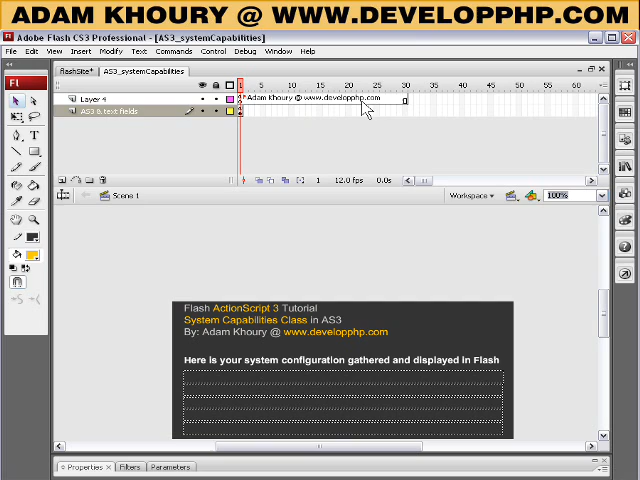 ADAM KHOURY @ WWW.DEVELOPPHP.COM
Adobe Flash CS3 Professional - [AS3_systemCapabilities]
File Edit View Insert Modify Text Commands Control Debug Window Help
Fl
flashSite* AS3_systemCapabilities
1 5 10 15 20 25 30 35 40 45 50 55 60
Layer 4
Adam khoury @ www.developphp.com
AS3 & text fields
1 12.0 fps 0.0s
Scene 1
Workspace
100%
Flash ActionScript 3 Tutorial
System Capabilities Class in AS3
By: Adam Khoury @ www.developphp.com
Here is your system configuration gathered and displayed in Flash
Properties × Filters Parameters